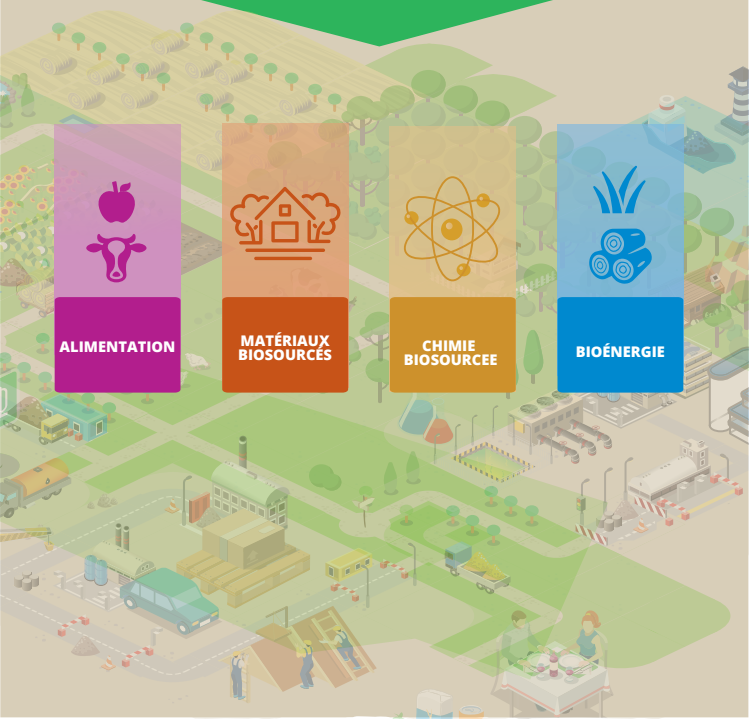 ALIMENTATION
MATÉRIAUX
BIOSOURCÉS
CHIMIE
BIOSOURCEE
BIOÉNERGIE